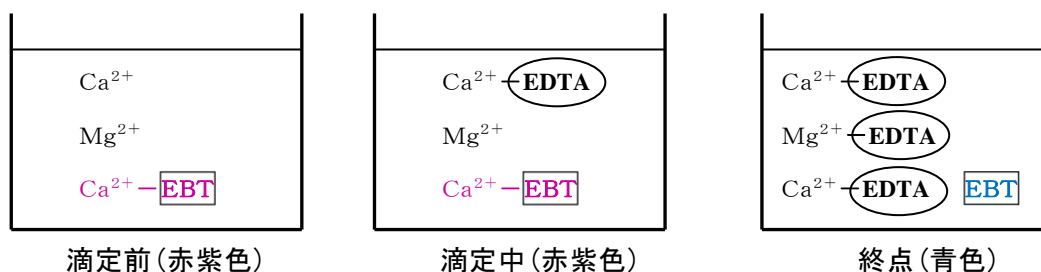 Ca²⁺
Mg²⁺
Ca²⁺ EBT
滴定前(赤紫色)
Ca²⁺ EDTA
Mg²⁺
Ca²⁺ EBT
滴定中(赤紫色)
Ca²⁺ EDTA
Mg²⁺ EDTA
Ca²⁺ EDTA EBT
終点(青色)